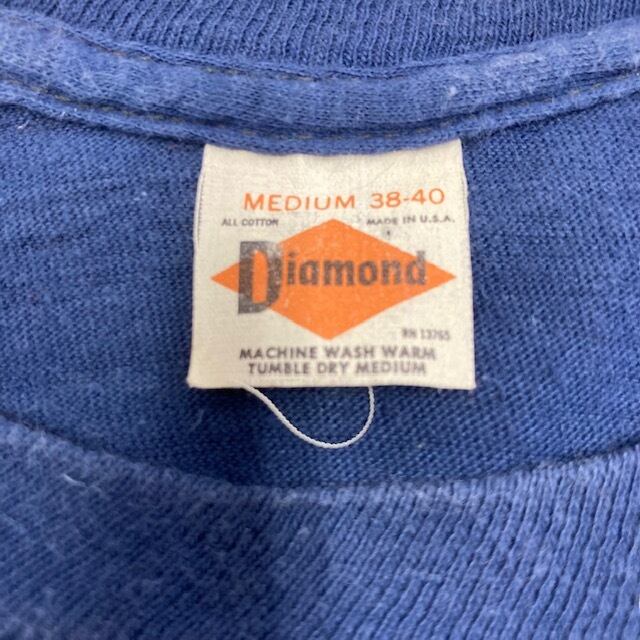 MEDIUM 38-40
ALL COTTON MADE IN U.S.A.
Diamond
RN 13765
MACHINE WASH WARM
TUMBLE DRY MEDIUM